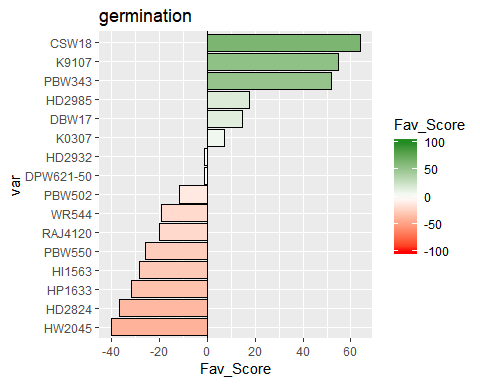 germination
CSW18
K9107
PBW343
HD2985
DBW17
K0307
HD2932
DPW621-50
PBW502
WR544
RAJ4120
PBW550
HI1563
HP1633
HD2824
HW2045
var
-40 -20 0 20 40 60
Fav_Score
Fav_Score
100
50
0
-50
-100